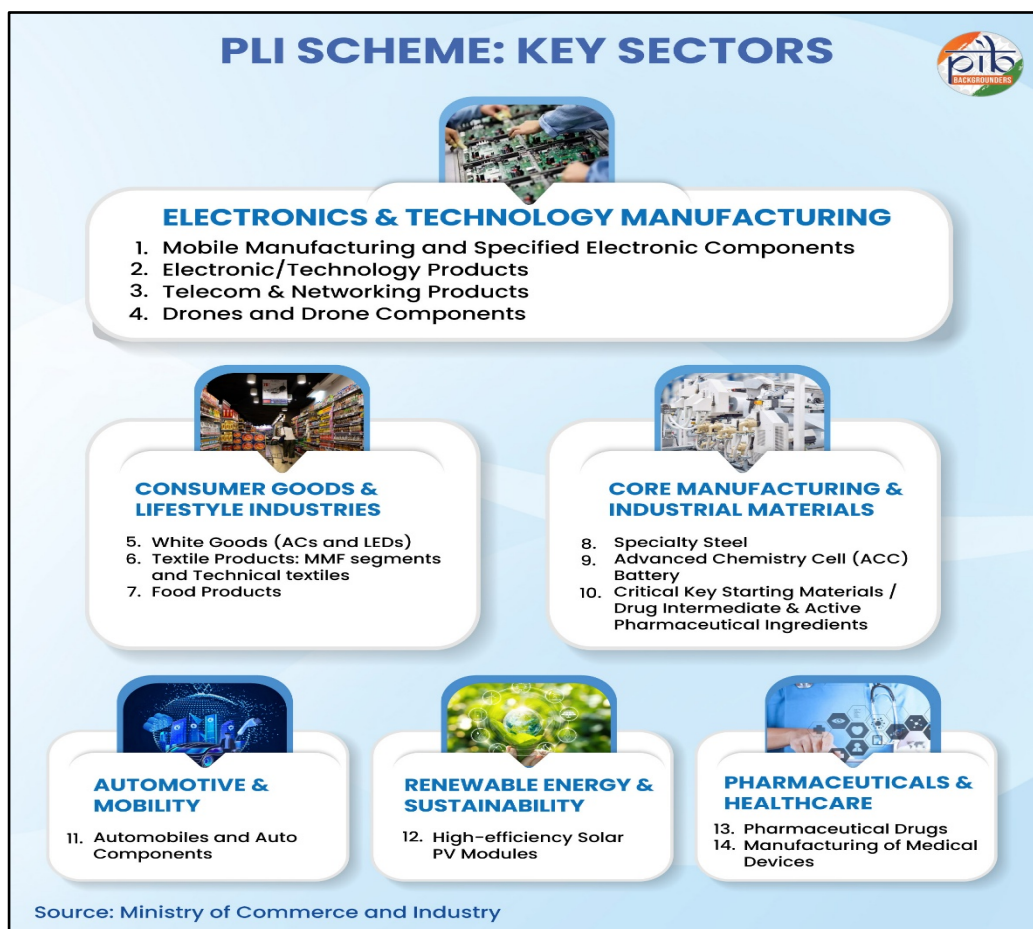 PLI SCHEME: KEY SECTORS
pib
BACKGROUNDERS
ELECTRONICS & TECHNOLOGY MANUFACTURING
1. Mobile Manufacturing and Specified Electronic Components
2. Electronic/Technology Products
3. Telecom & Networking Products
4. Drones and Drone Components
CONSUMER GOODS &
LIFESTYLE INDUSTRIES
5. White Goods (ACs and LEDs)
6. Textile Products: MMF segments
and Technical textiles
7. Food Products
CORE MANUFACTURING &
INDUSTRIAL MATERIALS
8. Specialty Steel
9. Advanced Chemistry Cell (ACC)
Battery
10. Critical Key Starting Materials /
Drug Intermediate & Active
Pharmaceutical Ingredients
AUTOMOTIVE &
MOBILITY
11. Automobiles and Auto
Components
RENEWABLE ENERGY &
SUSTAINABILITY
12. High-efficiency Solar
PV Modules
PHARMACEUTICALS &
HEALTHCARE
13. Pharmaceutical Drugs
14. Manufacturing of Medical
Devices
Source: Ministry of Commerce and Industry